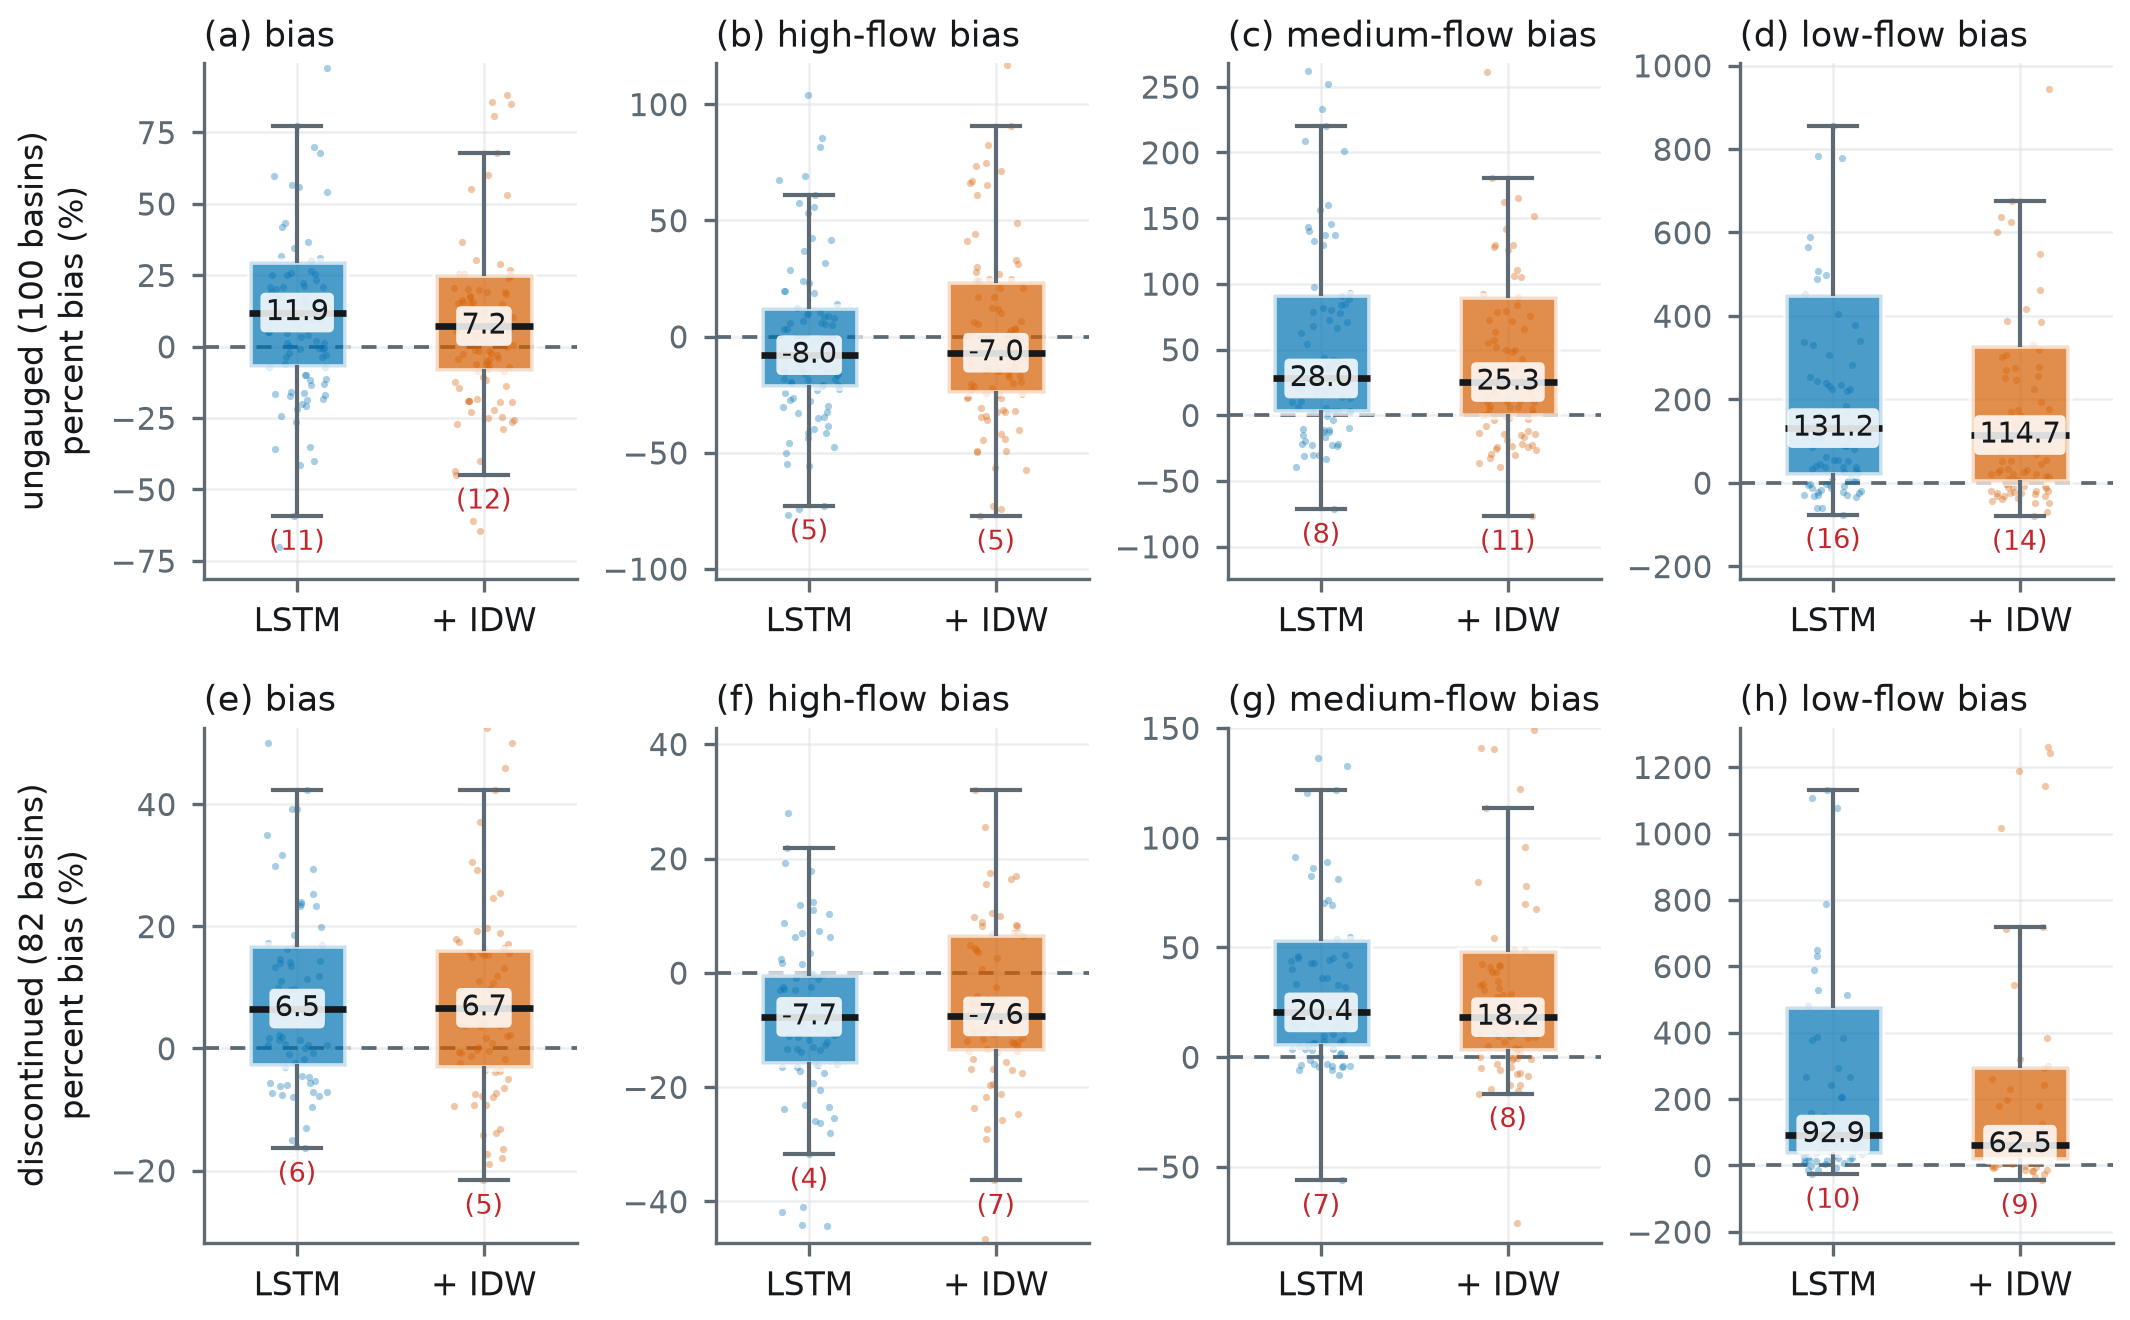 (a) bias
(b) high-flow bias
(c) medium-flow bias
(d) low-flow bias
ungauged (100 basins)
percent bias (%)
75
50
25
0
−25
−50
−75
11.9
7.2
(11)
(12)
LSTM
+ IDW
100
50
0
−50
−100
-8.0
-7.0
(5)
(5)
LSTM
+ IDW
250
200
150
100
50
0
−50
−100
28.0
25.3
(8)
(11)
LSTM
+ IDW
1000
800
600
400
200
0
−200
131.2
114.7
(16)
(14)
LSTM
+ IDW
(e) bias
(f) high-flow bias
(g) medium-flow bias
(h) low-flow bias
discontinued (82 basins)
percent bias (%)
40
20
0
−20
6.5
6.7
(6)
(5)
LSTM
+ IDW
40
20
0
−20
−40
-7.7
-7.6
(4)
(7)
LSTM
+ IDW
150
100
50
0
−50
20.4
18.2
(7)
(8)
LSTM
+ IDW
1200
1000
800
600
400
200
0
−200
92.9
62.5
(10)
(9)
LSTM
+ IDW